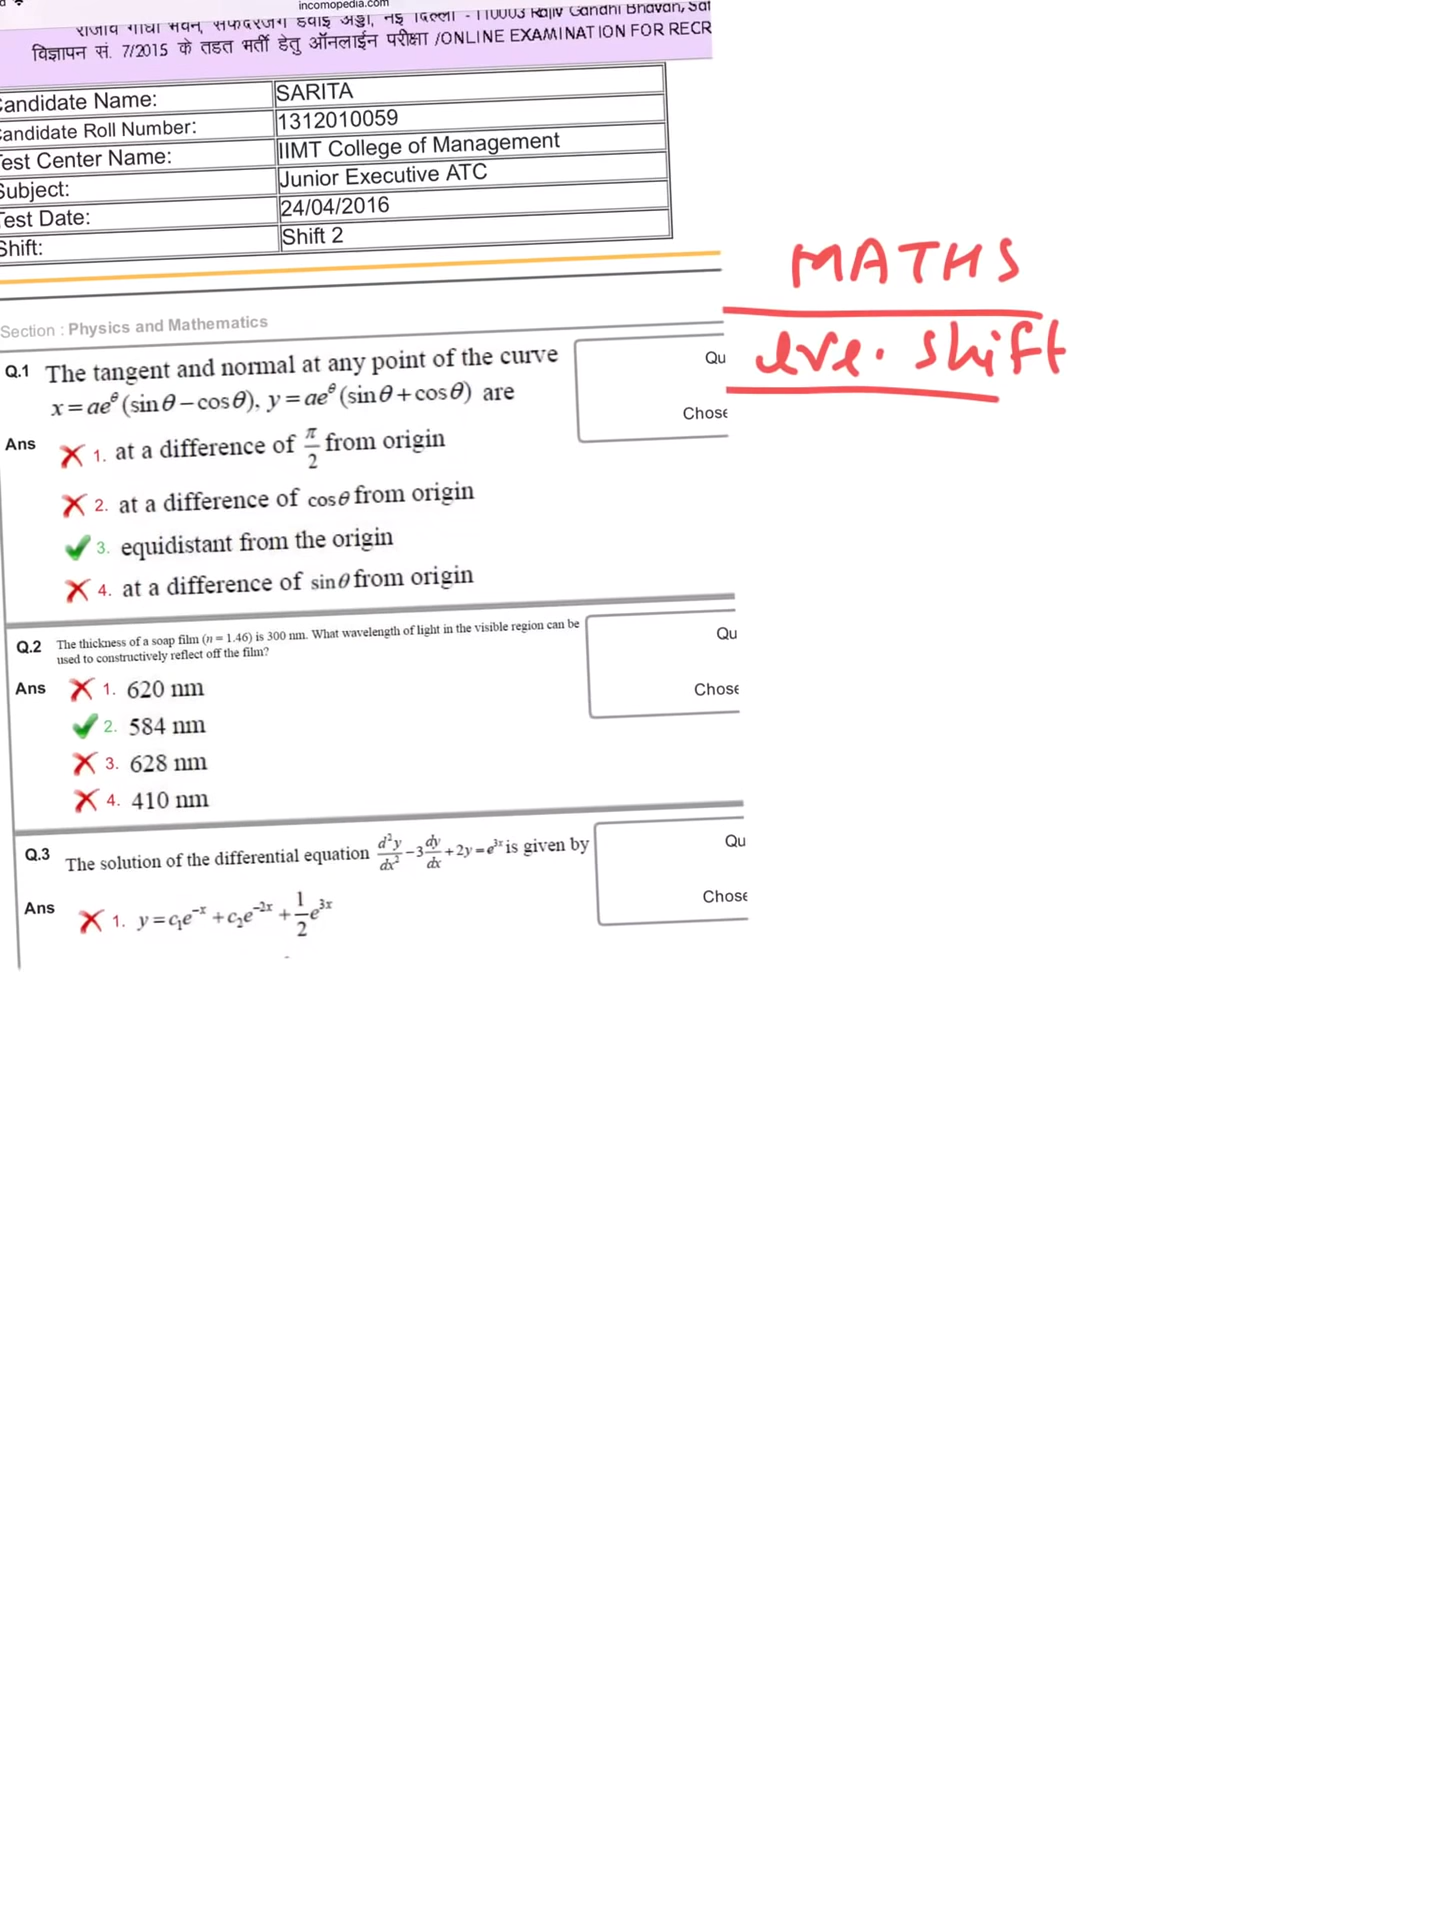 incomopedia.com
राजीव गांधी भवन, सफदरजंग हवाई अड्डा, नई दिल्ली - 110003 Rajiv Gandhi Bhavan, Saf
विज्ञापन सं. 7/2015 के तहत भर्ती हेतु ऑनलाईन परीक्षा /ONLINE EXAMINATION FOR RECR
Candidate Name: SARITA
Candidate Roll Number: 1312010059
Test Center Name: IIMT College of Management
Subject: Junior Executive ATC
Test Date: 24/04/2016
Shift: Shift 2
MATHS
eve. shift
Section : Physics and Mathematics
Q.1 The tangent and normal at any point of the curve
x = ae^θ (sin θ − cos θ), y = ae^θ (sin θ + cos θ) are
Qu
Chose
Ans 1. at a difference of π/2 from origin
2. at a difference of cos θ from origin
3. equidistant from the origin
4. at a difference of sin θ from origin
Q.2 The thickness of a soap film (n = 1.46) is 300 nm. What wavelength of light in the visible region can be
used to constructively reflect off the film?
Qu
Chose
Ans 1. 620 nm
2. 584 nm
3. 628 nm
4. 410 nm
Q.3 The solution of the differential equation d²y/dx² − 3 dy/dx + 2y = e^3x is given by
Qu
Chose
Ans 1. y = c₁e^−x + c₂e^−2x + 1/2 e^3x